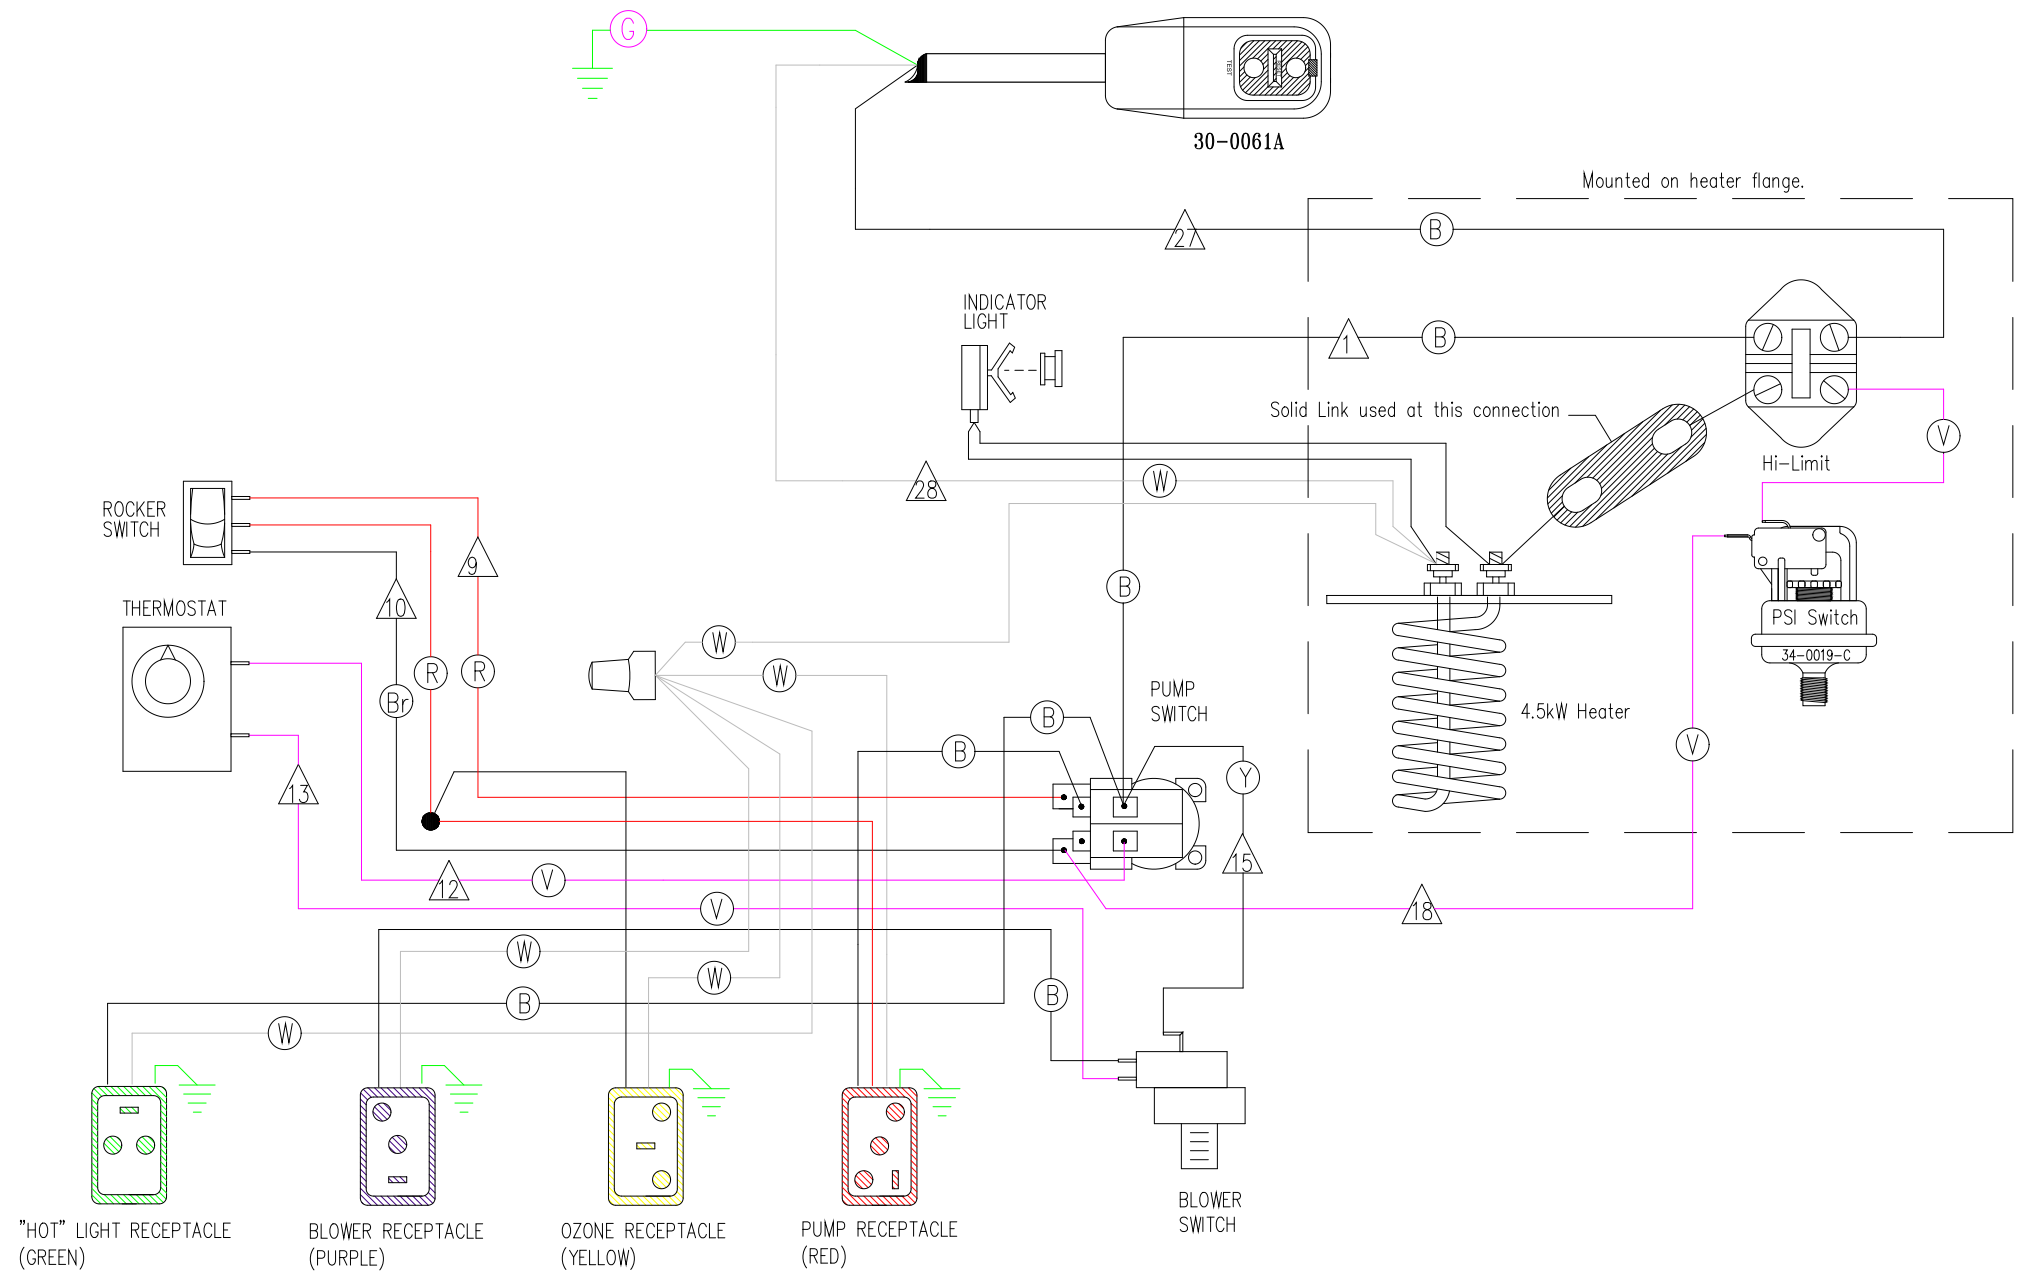 G
TEST
30-0061A
Mounted on heater flange.
27
B
INDICATOR
LIGHT
1
B
Solid Link used at this connection
Hi-Limit
V
28
W
ROCKER
SWITCH
9
10
B
THERMOSTAT
PSI Switch
34-0019-C
W
R
R
W
Br
PUMP
SWITCH
4.5kW Heater
B
B
V
Y
13
15
12
V
V
18
W
W
B
B
W
"HOT" LIGHT RECEPTACLE
(GREEN)
BLOWER RECEPTACLE
(PURPLE)
OZONE RECEPTACLE
(YELLOW)
PUMP RECEPTACLE
(RED)
BLOWER
SWITCH